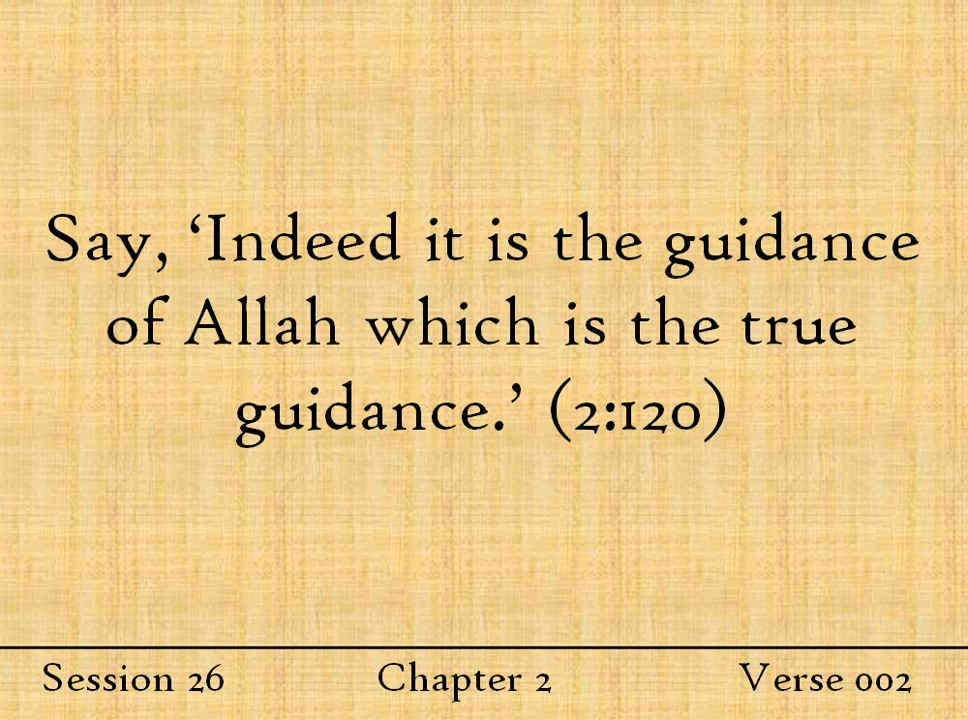 Say, ‘Indeed it is the guidance
of Allah which is the true
guidance.’ (2:120)
Session 26 Chapter 2 Verse 002